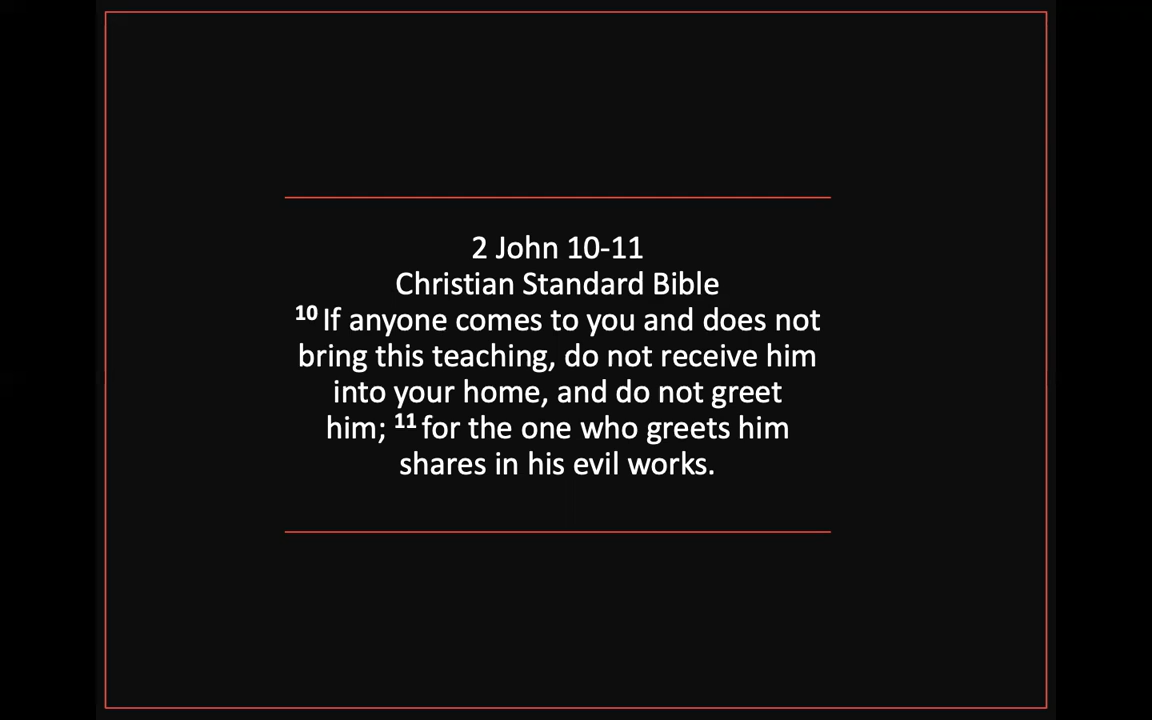 2 John 10-11
Christian Standard Bible
10 If anyone comes to you and does not
bring this teaching, do not receive him
into your home, and do not greet
him; 11 for the one who greets him
shares in his evil works.